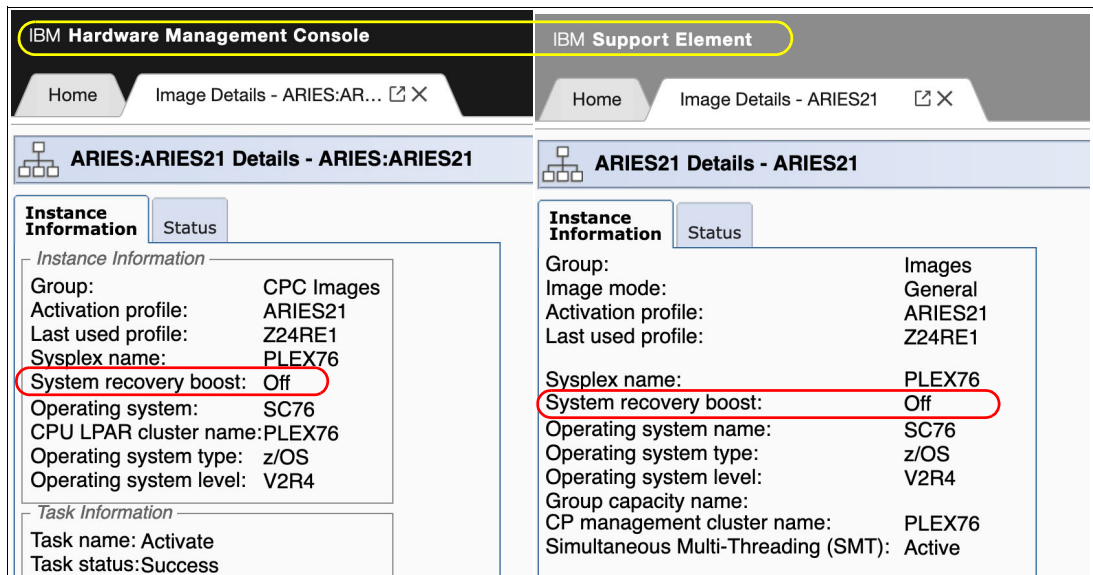 IBM Hardware Management Console
Home
Image Details - ARIES:AR...
ARIES:ARIES21 Details - ARIES:ARIES21
Instance Information
Status
Instance Information
Group: CPC Images
Activation profile: ARIES21
Last used profile: Z24RE1
Sysplex name: PLEX76
System recovery boost: Off
Operating system: SC76
CPU LPAR cluster name: PLEX76
Operating system type: z/OS
Operating system level: V2R4
Task Information
Task name: Activate
Task status: Success
IBM Support Element
Home
Image Details - ARIES21
ARIES21 Details - ARIES21
Instance Information
Status
Group: Images
Image mode: General
Activation profile: ARIES21
Last used profile: Z24RE1
Sysplex name: PLEX76
System recovery boost: Off
Operating system name: SC76
Operating system type: z/OS
Operating system level: V2R4
Group capacity name:
CP management cluster name: PLEX76
Simultaneous Multi-Threading (SMT): Active